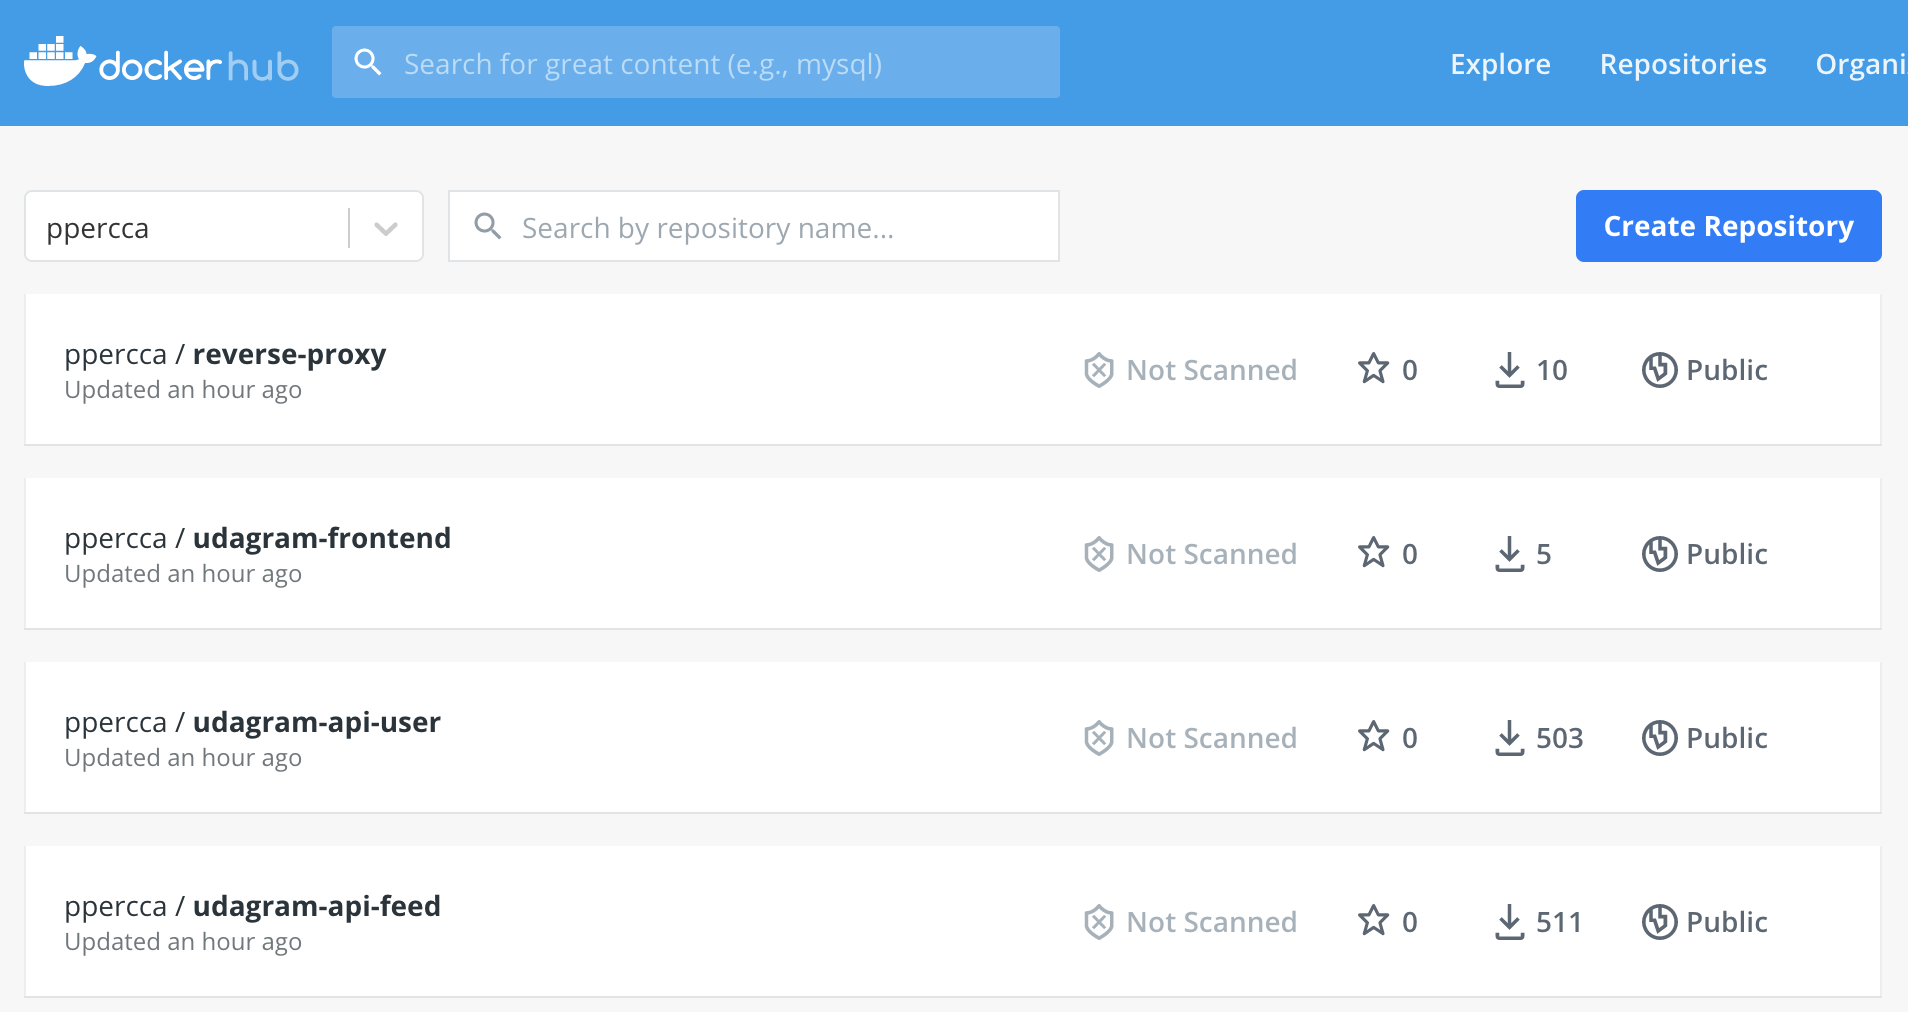 docker hub
Search for great content (e.g., mysql)
Explore
Repositories
Organi
ppercca
Search by repository name...
Create Repository
ppercca / reverse-proxy
Updated an hour ago
Not Scanned
0
10
Public
ppercca / udagram-frontend
Updated an hour ago
Not Scanned
0
5
Public
ppercca / udagram-api-user
Updated an hour ago
Not Scanned
0
503
Public
ppercca / udagram-api-feed
Updated an hour ago
Not Scanned
0
511
Public